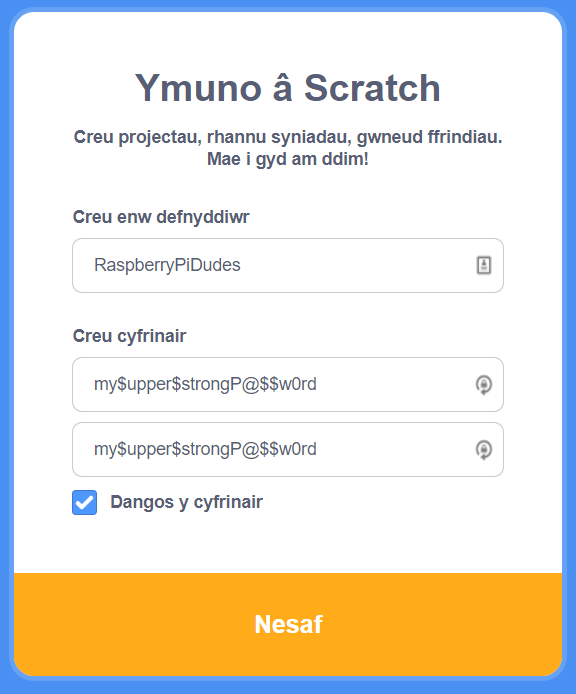 Ymuno â Scratch
Creu projectau, rhannu syniadau, gwneud ffrindiau.
Mae i gyd am ddim!
Creu enw defnyddiwr
RaspberryPiDudes
Creu cyfrinair
my$upper$strongP@$$w0rd
my$upper$strongP@$$w0rd
Dangos y cyfrinair
Nesaf